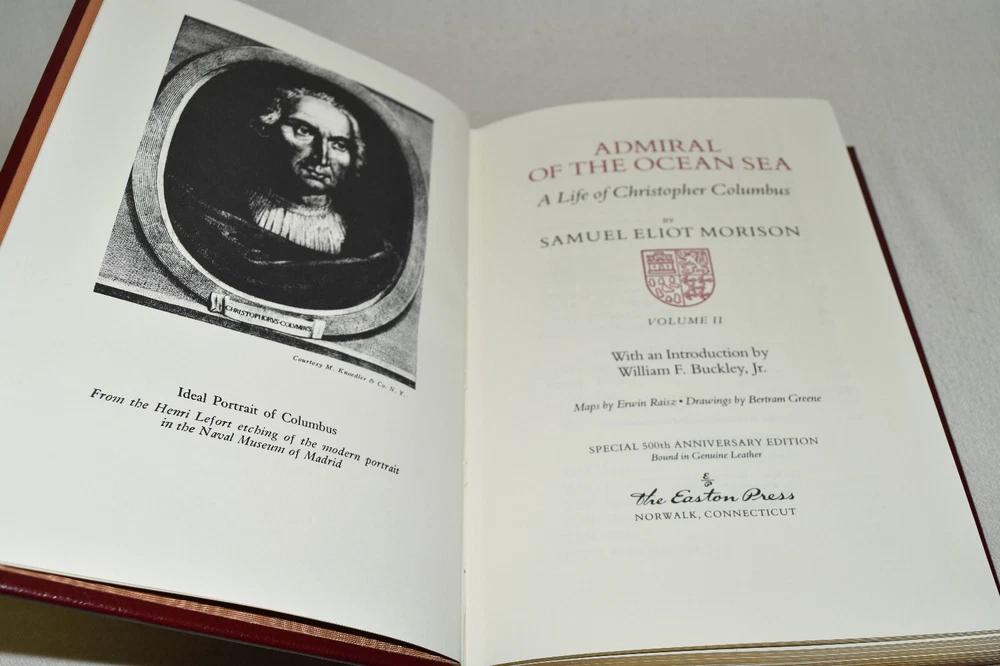 CHRISTOPHORVS·COLVMBVS
Courtesy M. Knoedler & Co. N. Y.
Ideal Portrait of Columbus
From the Henri Lefort etching of the modern portrait
in the Naval Museum of Madrid
ADMIRAL
OF THE OCEAN SEA
A Life of Christopher Columbus
BY
SAMUEL ELIOT MORISON
VOLUME II
With an Introduction by
William F. Buckley, Jr.
Maps by Erwin Raisz • Drawings by Bertram Greene
SPECIAL 500th ANNIVERSARY EDITION
Bound in Genuine Leather
E/P
the Easton Press
NORWALK, CONNECTICUT